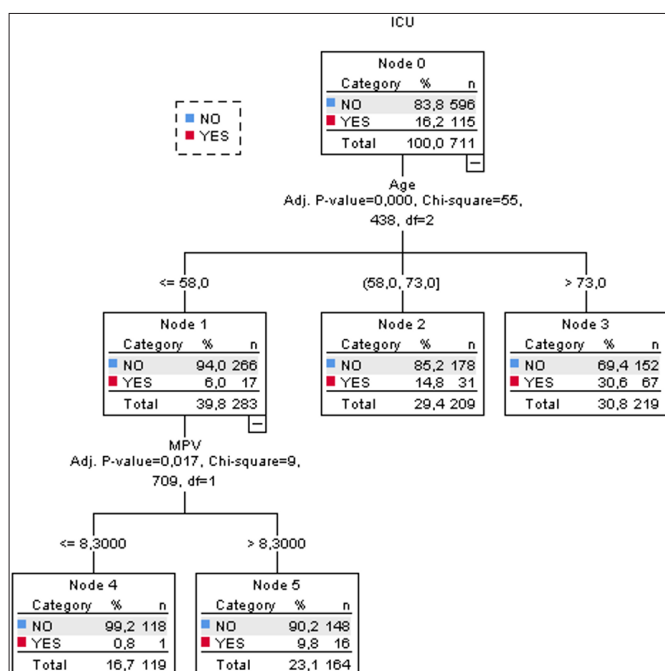 ICU
NO
YES
Node 0
Category % n
NO 83,8 596
YES 16,2 115
Total 100,0 711
Age
Adj. P-value=0,000, Chi-square=55,
438, df=2
<= 58,0
(58,0, 73,0]
> 73,0
Node 1
Category % n
NO 94,0 266
YES 6,0 17
Total 39,8 283
Node 2
Category % n
NO 85,2 178
YES 14,8 31
Total 29,4 209
Node 3
Category % n
NO 69,4 152
YES 30,6 67
Total 30,8 219
MPV
Adj. P-value=0,017, Chi-square=9,
709, df=1
<= 8,3000
> 8,3000
Node 4
Category % n
NO 99,2 118
YES 0,8 1
Total 16,7 119
Node 5
Category % n
NO 90,2 148
YES 9,8 16
Total 23,1 164